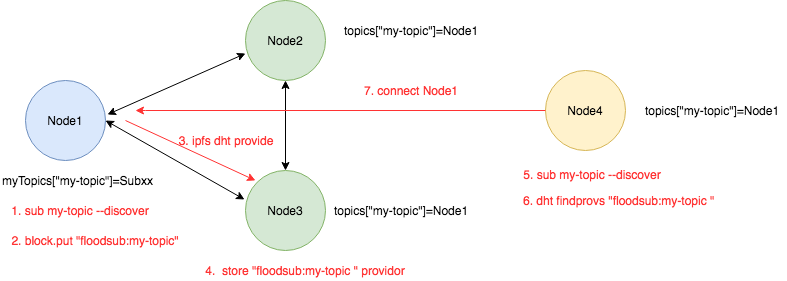 Node2
topics["my-topic"]=Node1
7. connect Node1
Node1
Node4
topics["my-topic"]=Node1
3. ipfs dht provide
myTopics["my-topic"]=Subxx
5. sub my-topic --discover
1. sub my-topic --discover
Node3
topics["my-topic"]=Node1
6. dht findprovs "floodsub:my-topic "
2. block.put "floodsub:my-topic"
4. store "floodsub:my-topic " providor